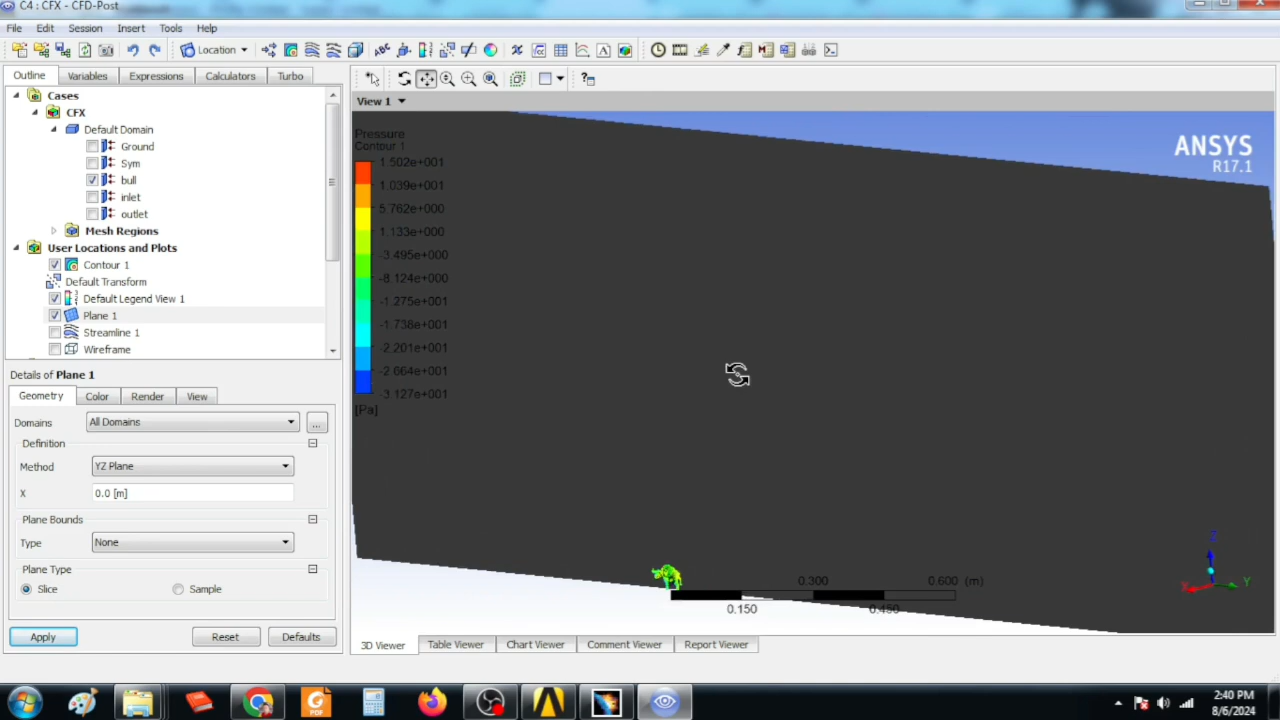 C4 : CFX - CFD-Post
File Edit Session Insert Tools Help
Location
Outline Variables Expressions Calculators Turbo
Cases
CFX
Default Domain
Ground
Sym
bull
inlet
outlet
Mesh Regions
User Locations and Plots
Contour 1
Default Transform
Default Legend View 1
Plane 1
Streamline 1
Wireframe
Details of Plane 1
Geometry Color Render View
Domains All Domains ...
Definition
Method YZ Plane
X 0.0 [m]
Plane Bounds
Type None
Plane Type
Slice Sample
Apply Reset Defaults
View 1
Pressure
Contour 1
1.502e+001
1.039e+001
5.762e+000
1.133e+000
-3.495e+000
-8.124e+000
-1.275e+001
-1.738e+001
-2.201e+001
-2.664e+001
-3.127e+001
[Pa]
ANSYS
R17.1
0.300 0.600 (m)
0.150 0.450
Z
X Y
3D Viewer Table Viewer Chart Viewer Comment Viewer Report Viewer
PDF
2:40 PM
8/6/2024